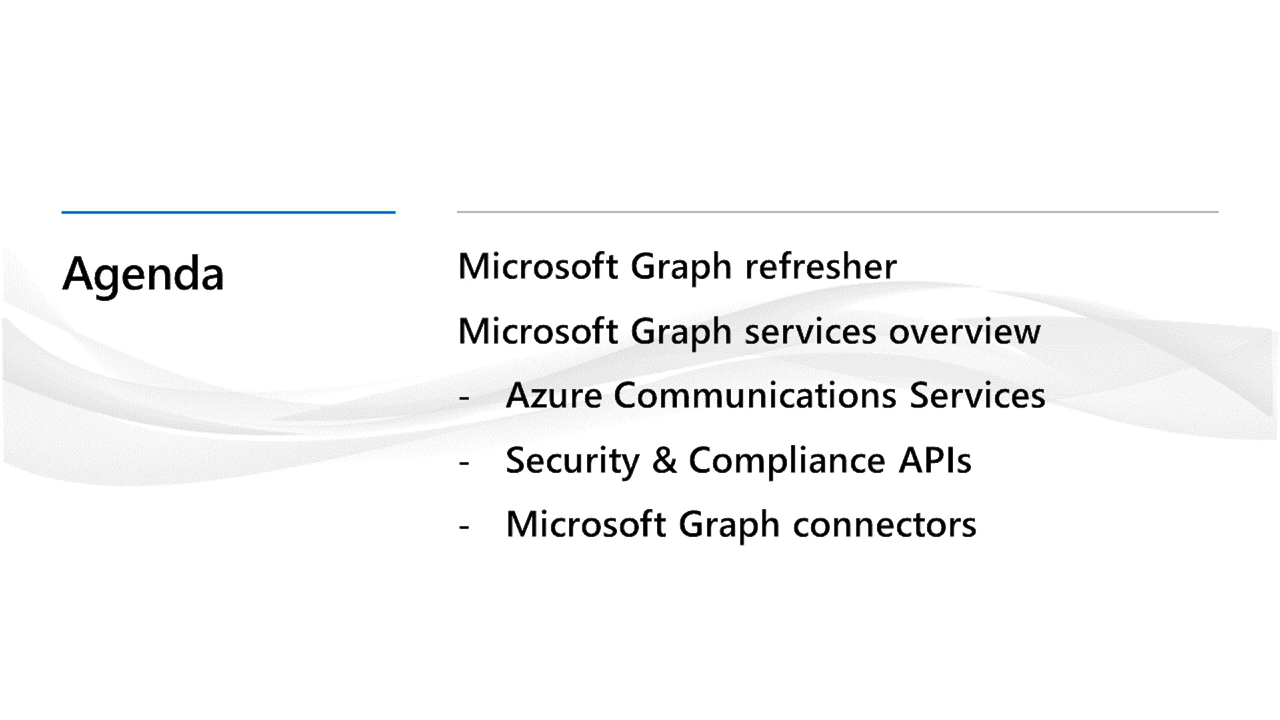 Agenda
Microsoft Graph refresher
Microsoft Graph services overview
- Azure Communications Services
- Security & Compliance APIs
- Microsoft Graph connectors